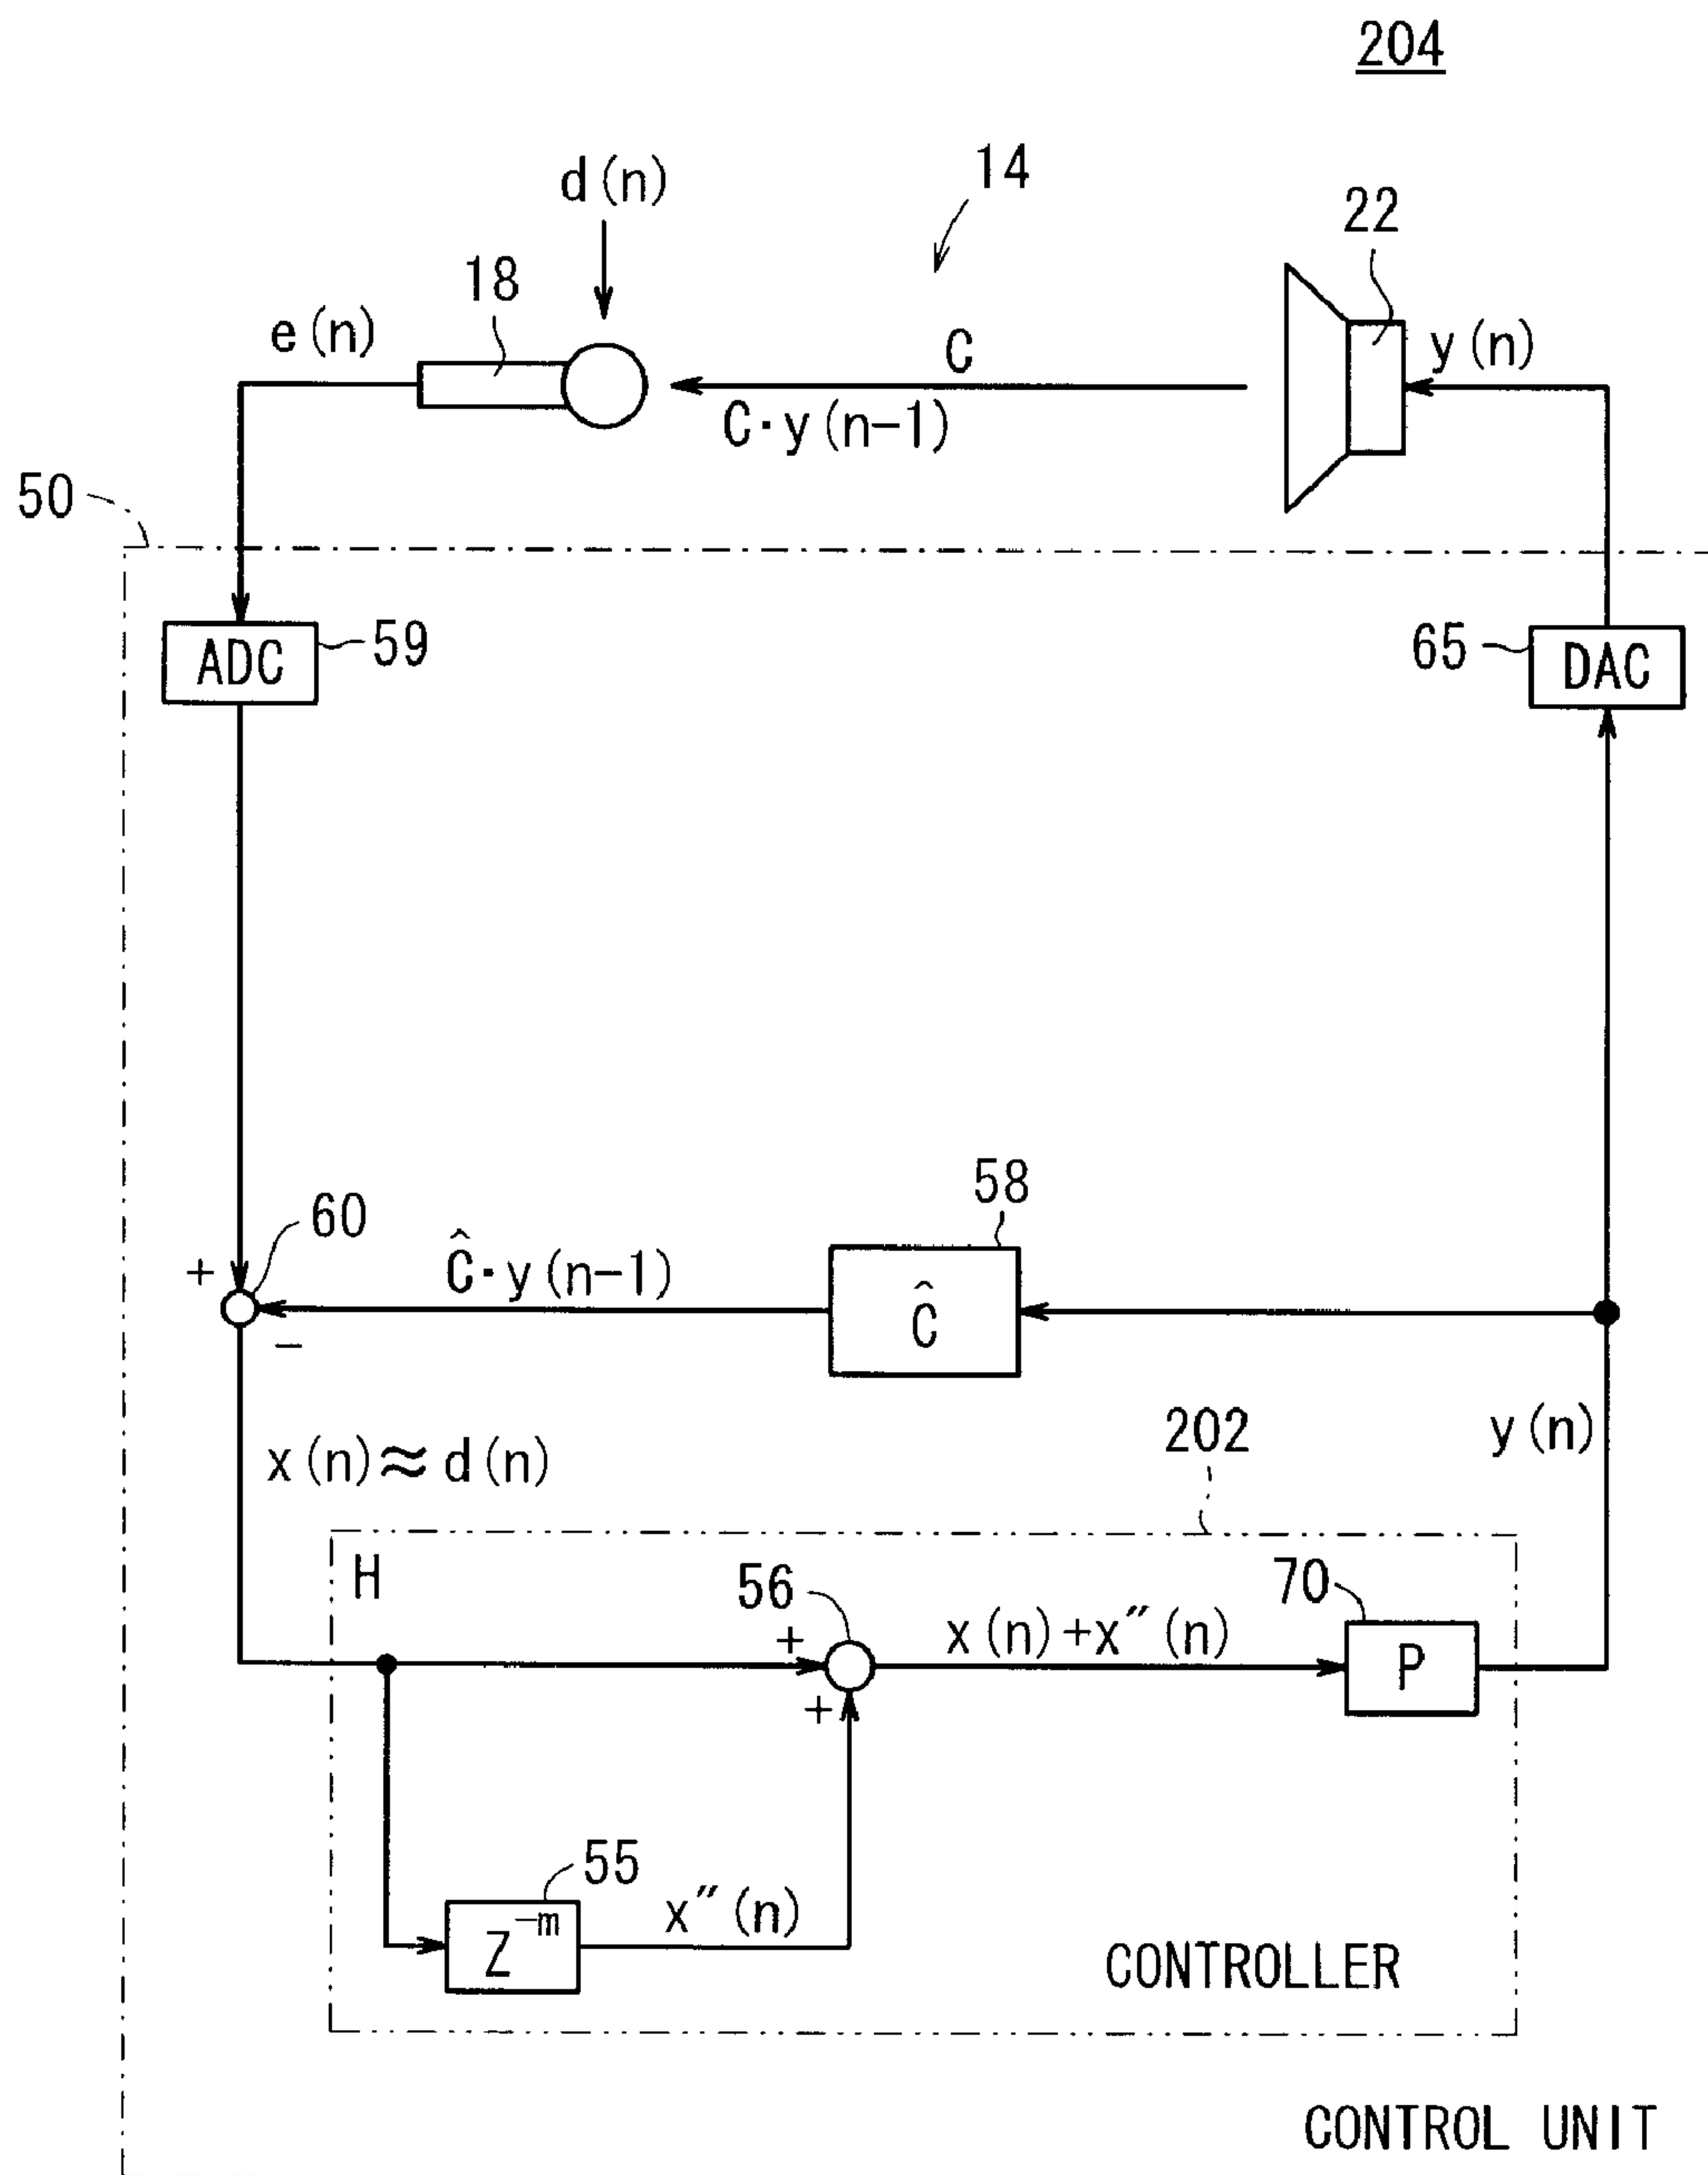 204
d(n)
14
22
18
e(n)
C
y(n)
C·y(n-1)
50
ADC
59
65
DAC
58
60
+
Ĉ·y(n-1)
Ĉ
-
202
y(n)
x(n)≈d(n)
H
56
70
+
x(n)+x″(n)
P
+
55
Z⁻ᵐ
x″(n)
CONTROLLER
CONTROL UNIT